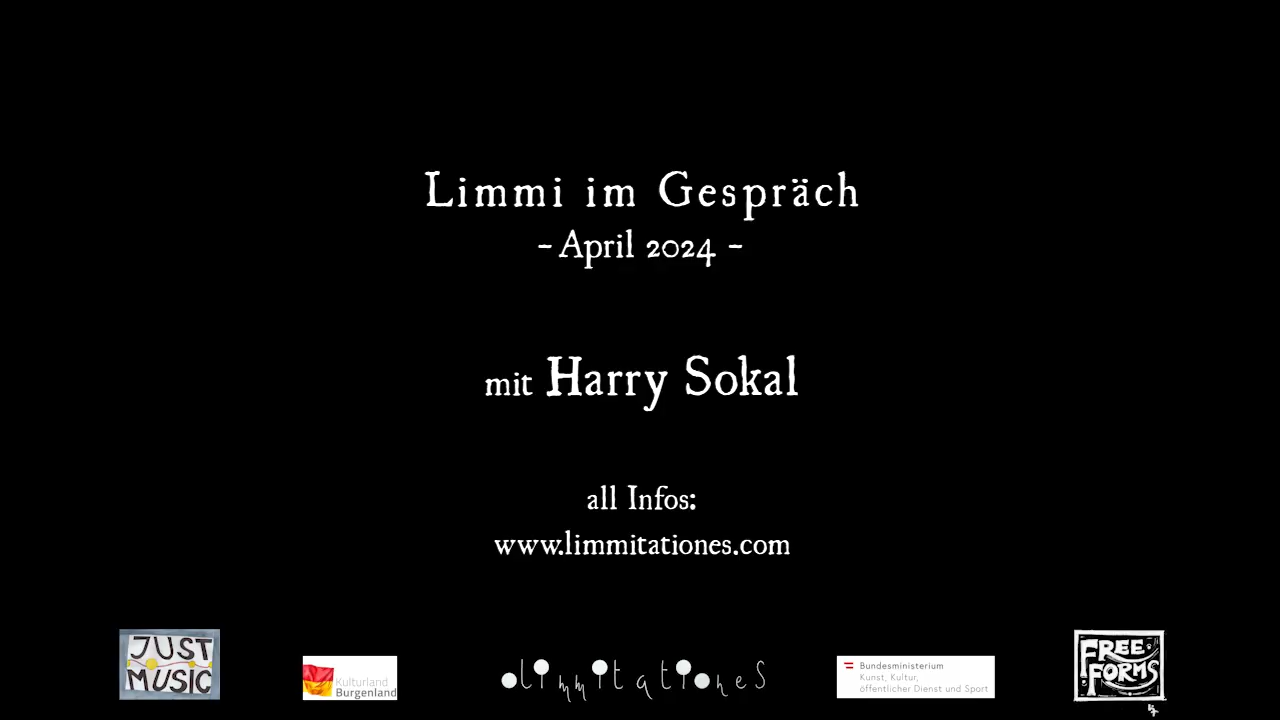 Limmi im Gespräch
- April 2024 -
mit Harry Sokal
all Infos:
www.limmitationes.com
JUST
MUSIC
Kulturland
Burgenland
limmitationes
Bundesministerium
Kunst, Kultur,
öffentlicher Dienst und Sport
FREE
FORMS